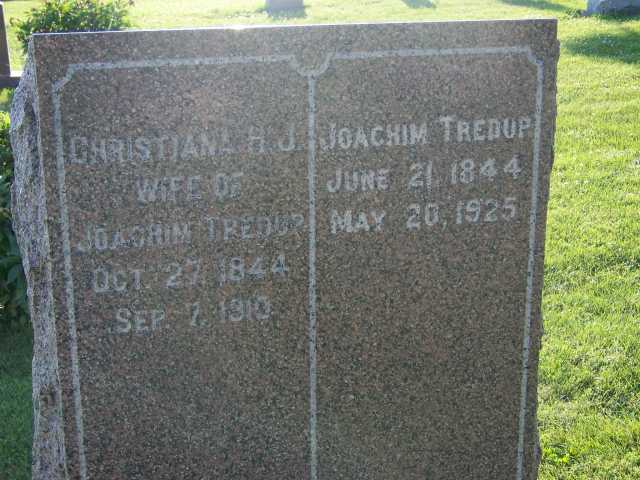 CHRISTIANA H. J.
WIFE OF
JOACHIM TREDUP
OCT. 27, 1844
SEP. 7, 1910
JOACHIM TREDUP
JUNE 21, 1844
MAY 20, 1925